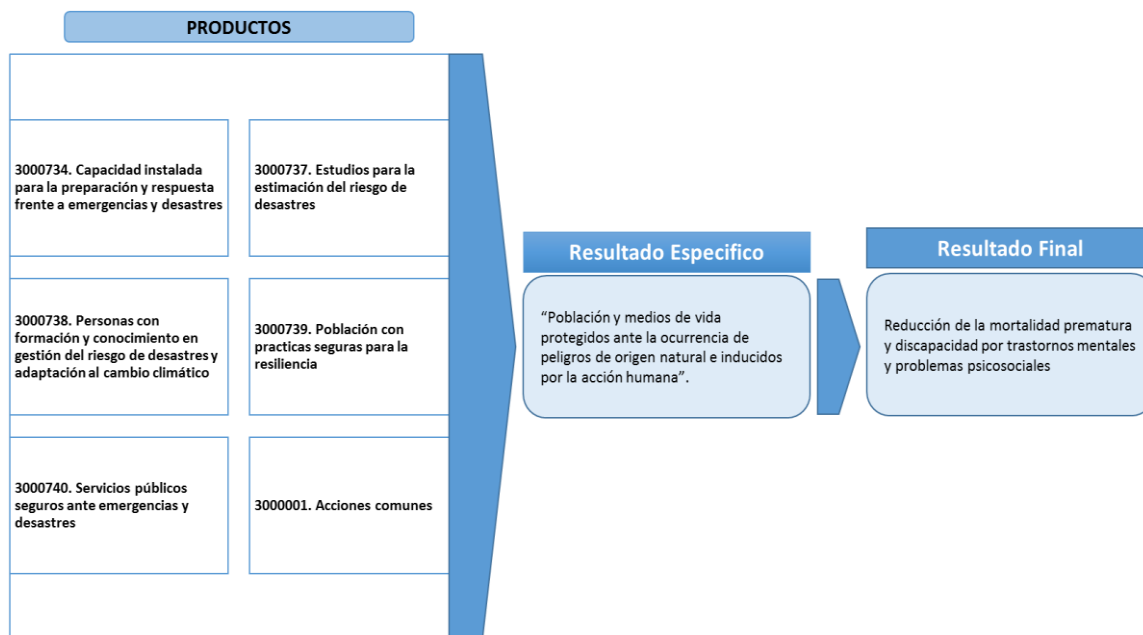 PRODUCTOS
3000734. Capacidad instalada
para la preparación y respuesta
frente a emergencias y desastres
3000737. Estudios para la
estimación del riesgo de
desastres
3000738. Personas con
formación y conocimiento en
gestión del riesgo de desastres y
adaptación al cambio climático
3000739. Población con
practicas seguras para la
resiliencia
3000740. Servicios públicos
seguros ante emergencias y
desastres
3000001. Acciones comunes
Resultado Especifico
“Población y medios de vida
protegidos ante la ocurrencia de
peligros de origen natural e inducidos
por la acción humana”.
Resultado Final
Reducción de la mortalidad prematura
y discapacidad por trastornos mentales
y problemas psicosociales